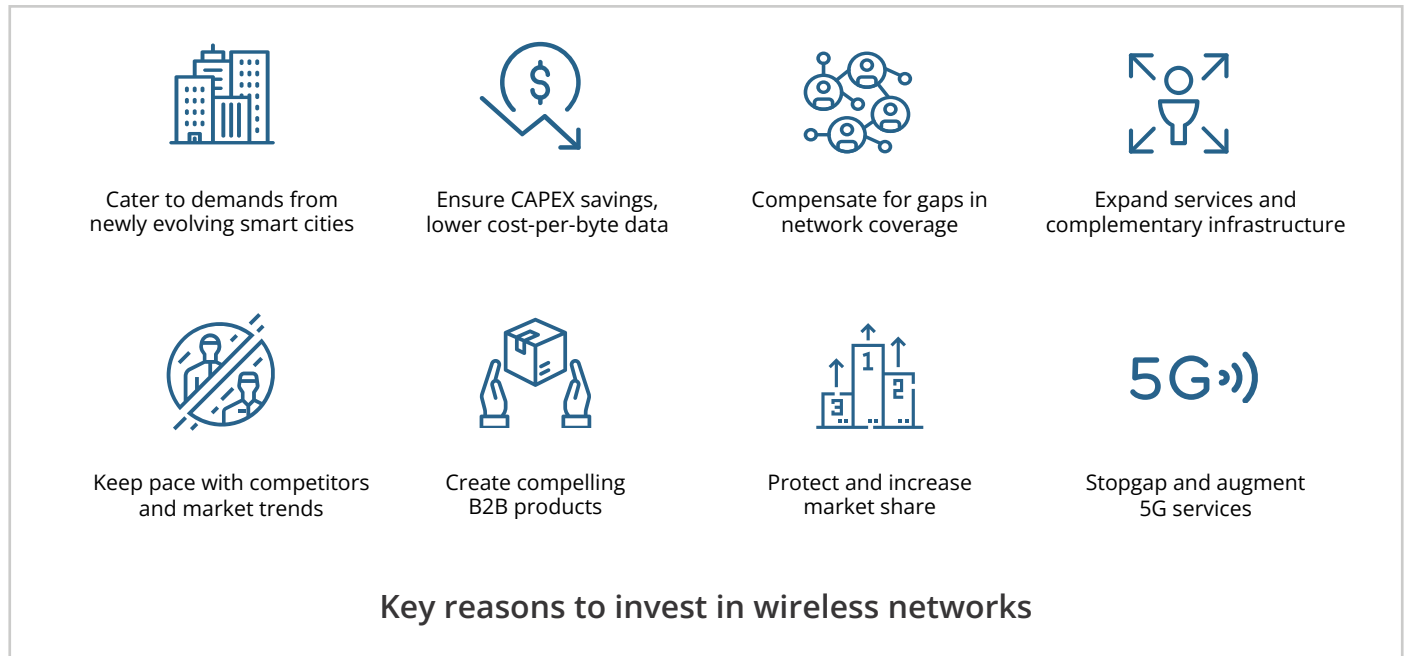 Cater to demands from
newly evolving smart cities
$
Ensure CAPEX savings,
lower cost-per-byte data
Compensate for gaps in
network coverage
Expand services and
complementary infrastructure
Keep pace with competitors
and market trends
Create compelling
B2B products
1
2
3
Protect and increase
market share
5G
Stopgap and augment
5G services
Key reasons to invest in wireless networks